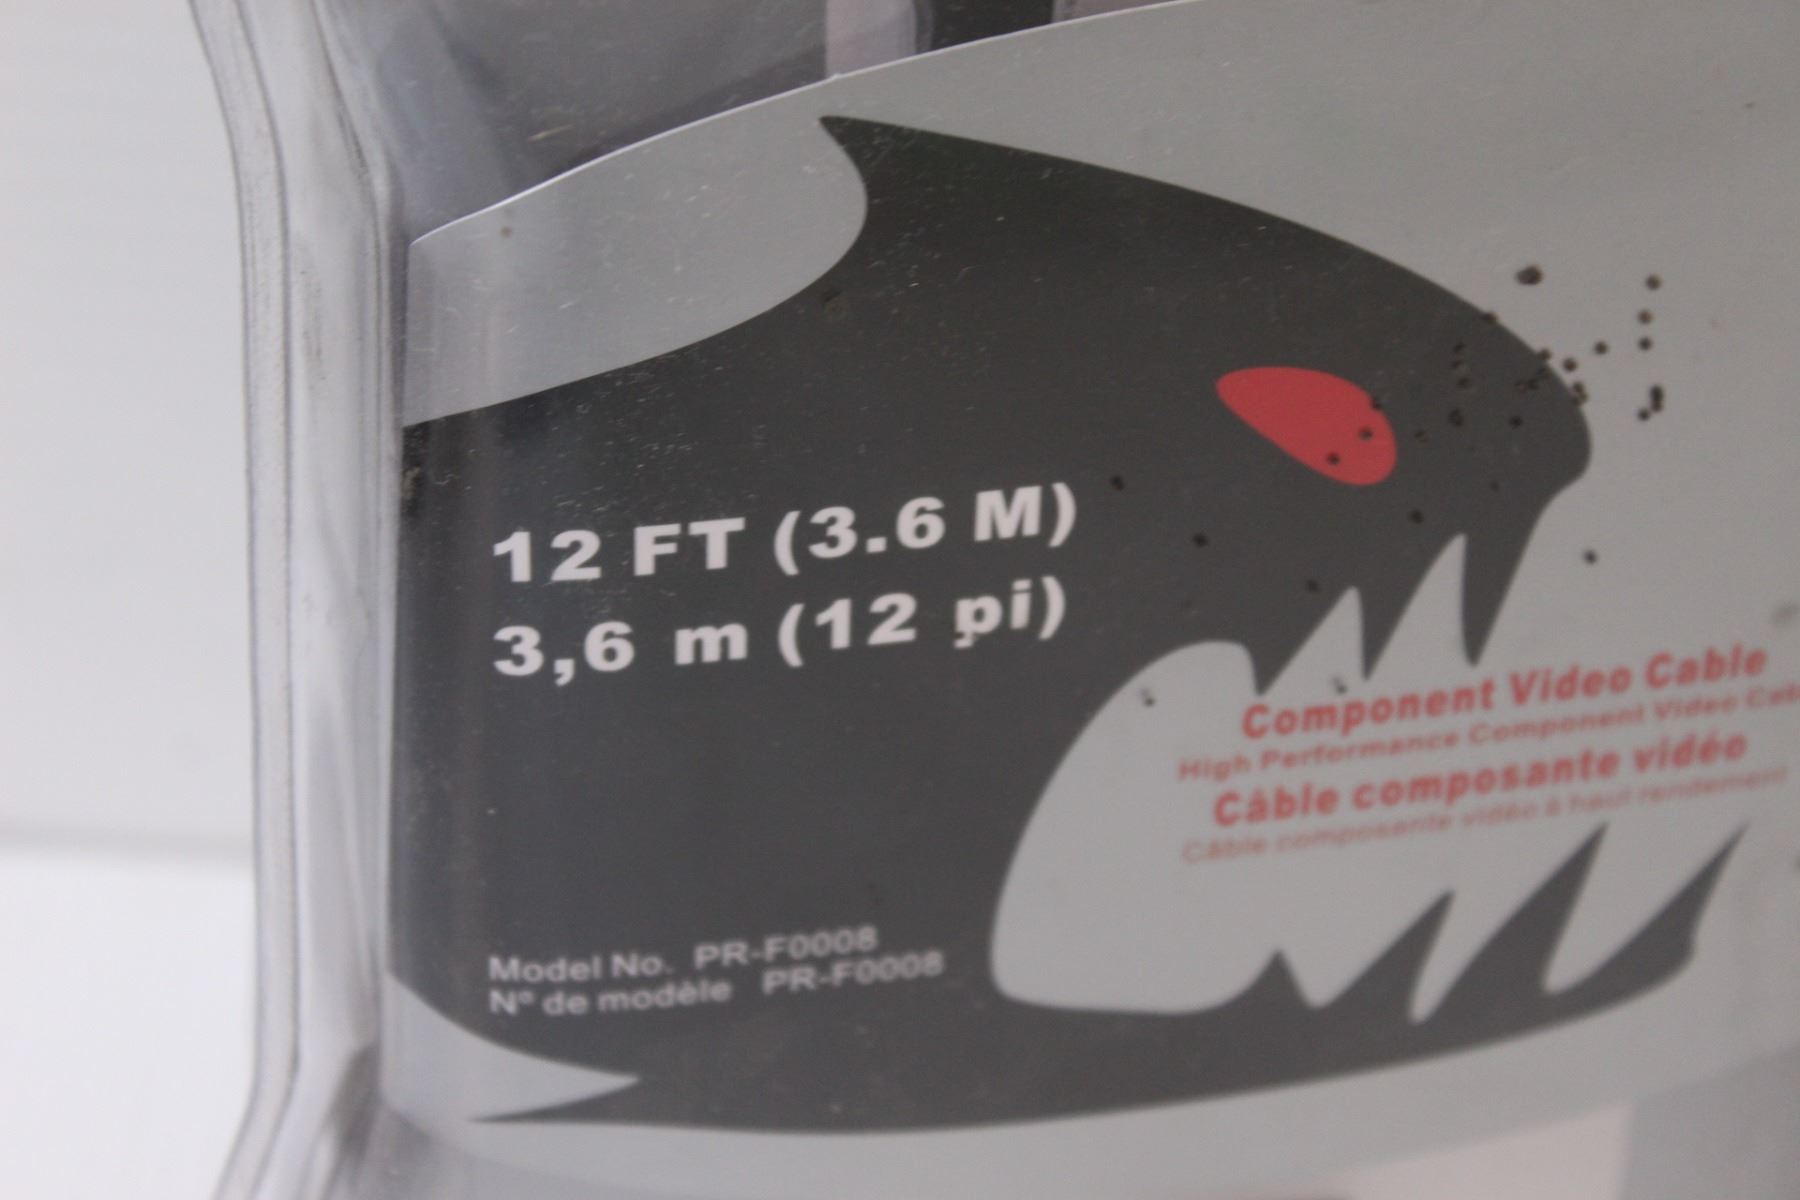 12 FT (3.6 M)
3,6 m (12 pi)
Component Video Cable
High Performance Component Video
Câble composante vidéo
Câble composante vidéo à haut rendement
Model No. PR-F0008
Nº de modèle PR-F0008